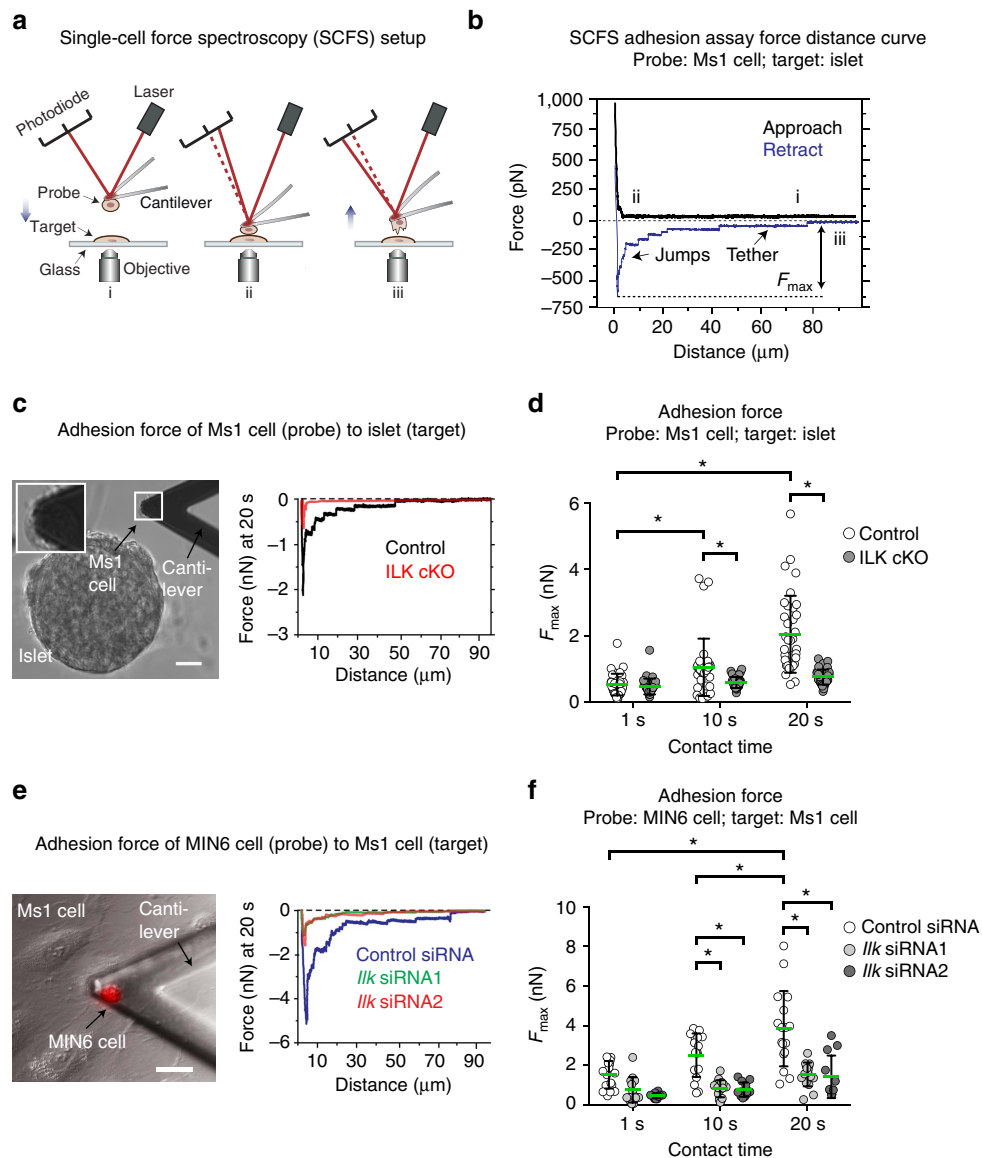 a
Single-cell force spectroscopy (SCFS) setup
Photodiode
Laser
Probe
Cantilever
Target
Glass
Objective
i
ii
iii
b
SCFS adhesion assay force distance curve
Probe: Ms1 cell; target: islet
Force (pN)
1,000
750
500
250
0
−250
−500
−750
Approach
Retract
ii
i
iii
Jumps
Tether
Fmax
0
20
40
60
80
Distance (μm)
c
Adhesion force of Ms1 cell (probe) to islet (target)
Ms1
cell
Canti-
lever
Islet
Force (nN) at 20 s
0
−1
−2
−3
Control
ILK cKO
10
30
50
70
90
Distance (μm)
d
Adhesion force
Probe: Ms1 cell; target: islet
*
*
*
*
Fmax (nN)
6
4
2
0
Control
ILK cKO
1 s
10 s
20 s
Contact time
e
Adhesion force of MIN6 cell (probe) to Ms1 cell (target)
Ms1 cell
Canti-
lever
MIN6 cell
Force (nN) at 20 s
0
−2
−4
−6
Control siRNA
Ilk siRNA1
Ilk siRNA2
10
30
50
70
90
Distance (μm)
f
Adhesion force
Probe: MIN6 cell; target: Ms1 cell
*
*
*
*
*
*
Fmax (nN)
10
8
6
4
2
0
Control siRNA
Ilk siRNA1
Ilk siRNA2
1 s
10 s
20 s
Contact time